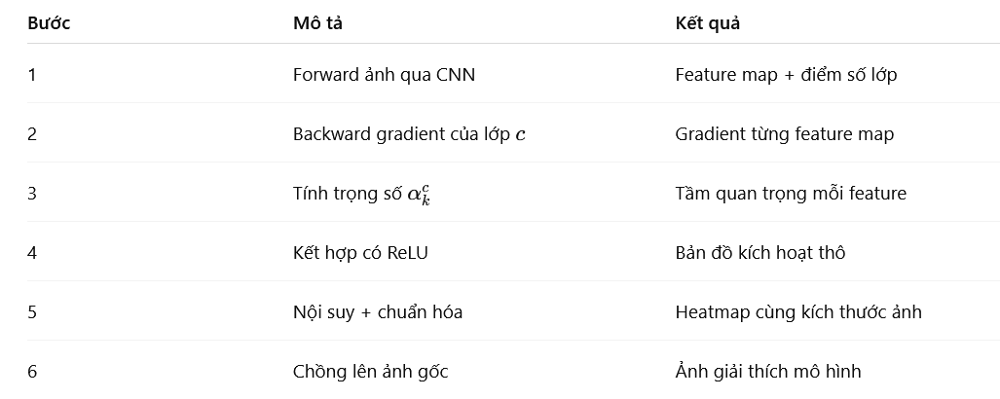 Bước Mô tả Kết quả
1 Forward ảnh qua CNN Feature map + điểm số lớp
2 Backward gradient của lớp c Gradient từng feature map
3 Tính trọng số α_k^c Tầm quan trọng mỗi feature
4 Kết hợp có ReLU Bản đồ kích hoạt thô
5 Nội suy + chuẩn hóa Heatmap cùng kích thước ảnh
6 Chồng lên ảnh gốc Ảnh giải thích mô hình